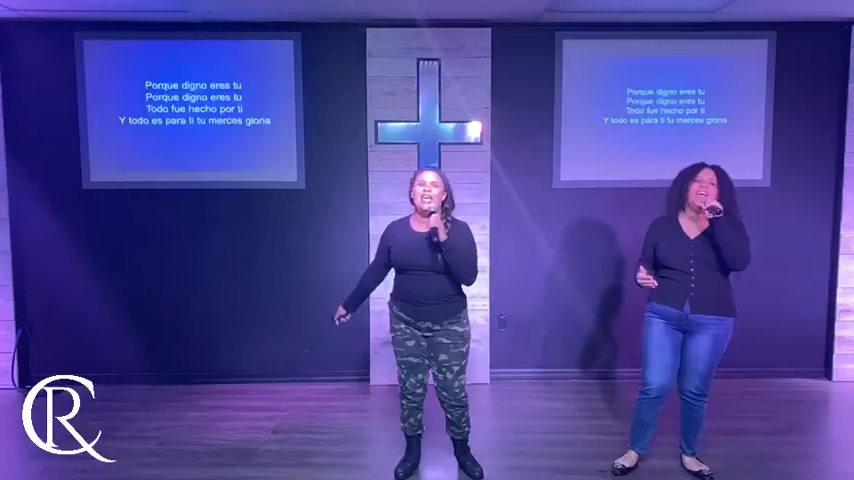 Porque digno eres tu
Porque digno eres tu
Todo fue hecho por ti
Y todo es para ti tu merces gloria
Porque digno eres tu
Porque digno eres tu
Todo fue hecho por ti
Y todo es para ti tu merces gloria
CR